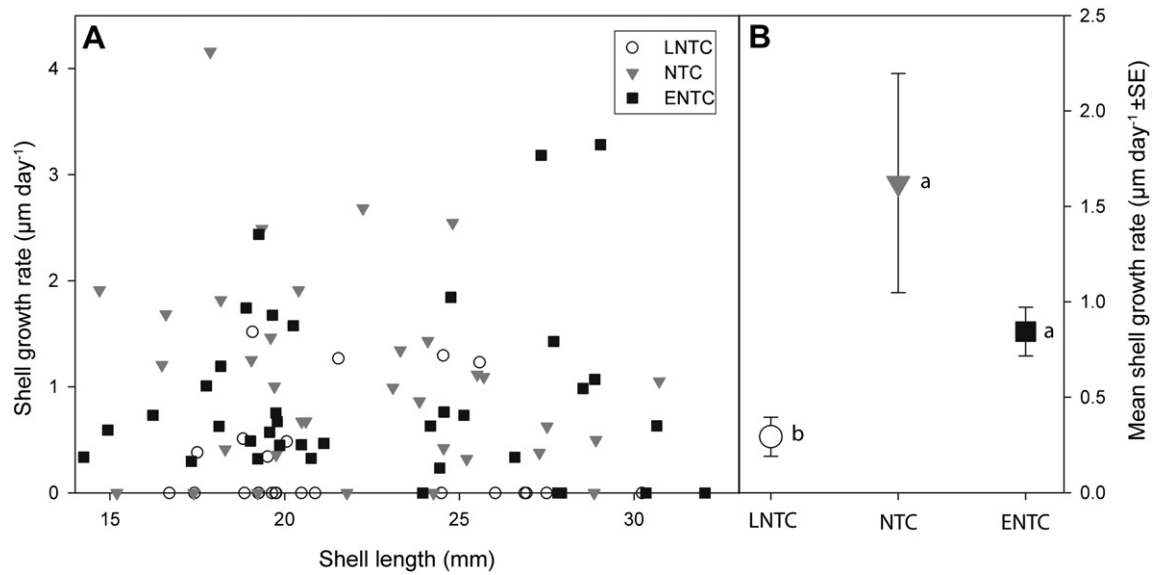 A
B
LNTC
NTC
ENTC
Shell growth rate (µm day⁻¹)
4
3
2
1
0
15
20
25
30
Shell length (mm)
a
a
b
2.5
2.0
1.5
1.0
0.5
0.0
LNTC
NTC
ENTC
Mean shell growth rate (µm day⁻¹ ±SE)